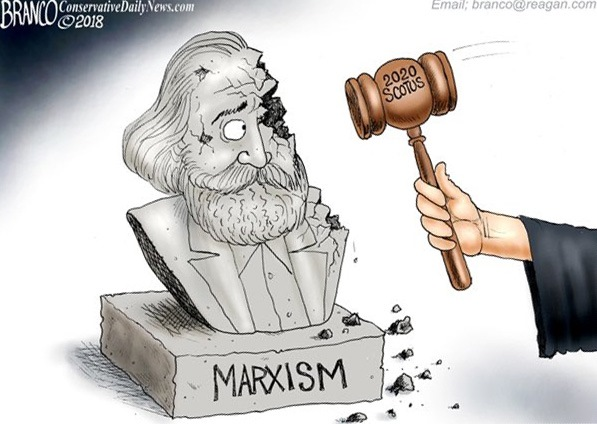 BRANCO ConservativeDailyNews.com
©2018
Email; branco@reagan.com
2020
SCOTUS
MARXISM